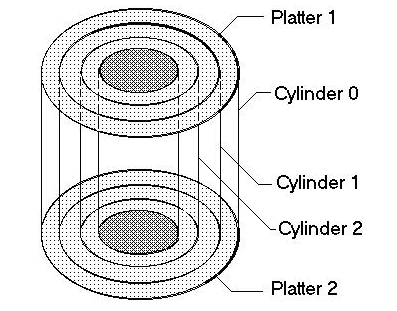 Platter 1
Cylinder 0
Cylinder 1
Cylinder 2
Platter 2